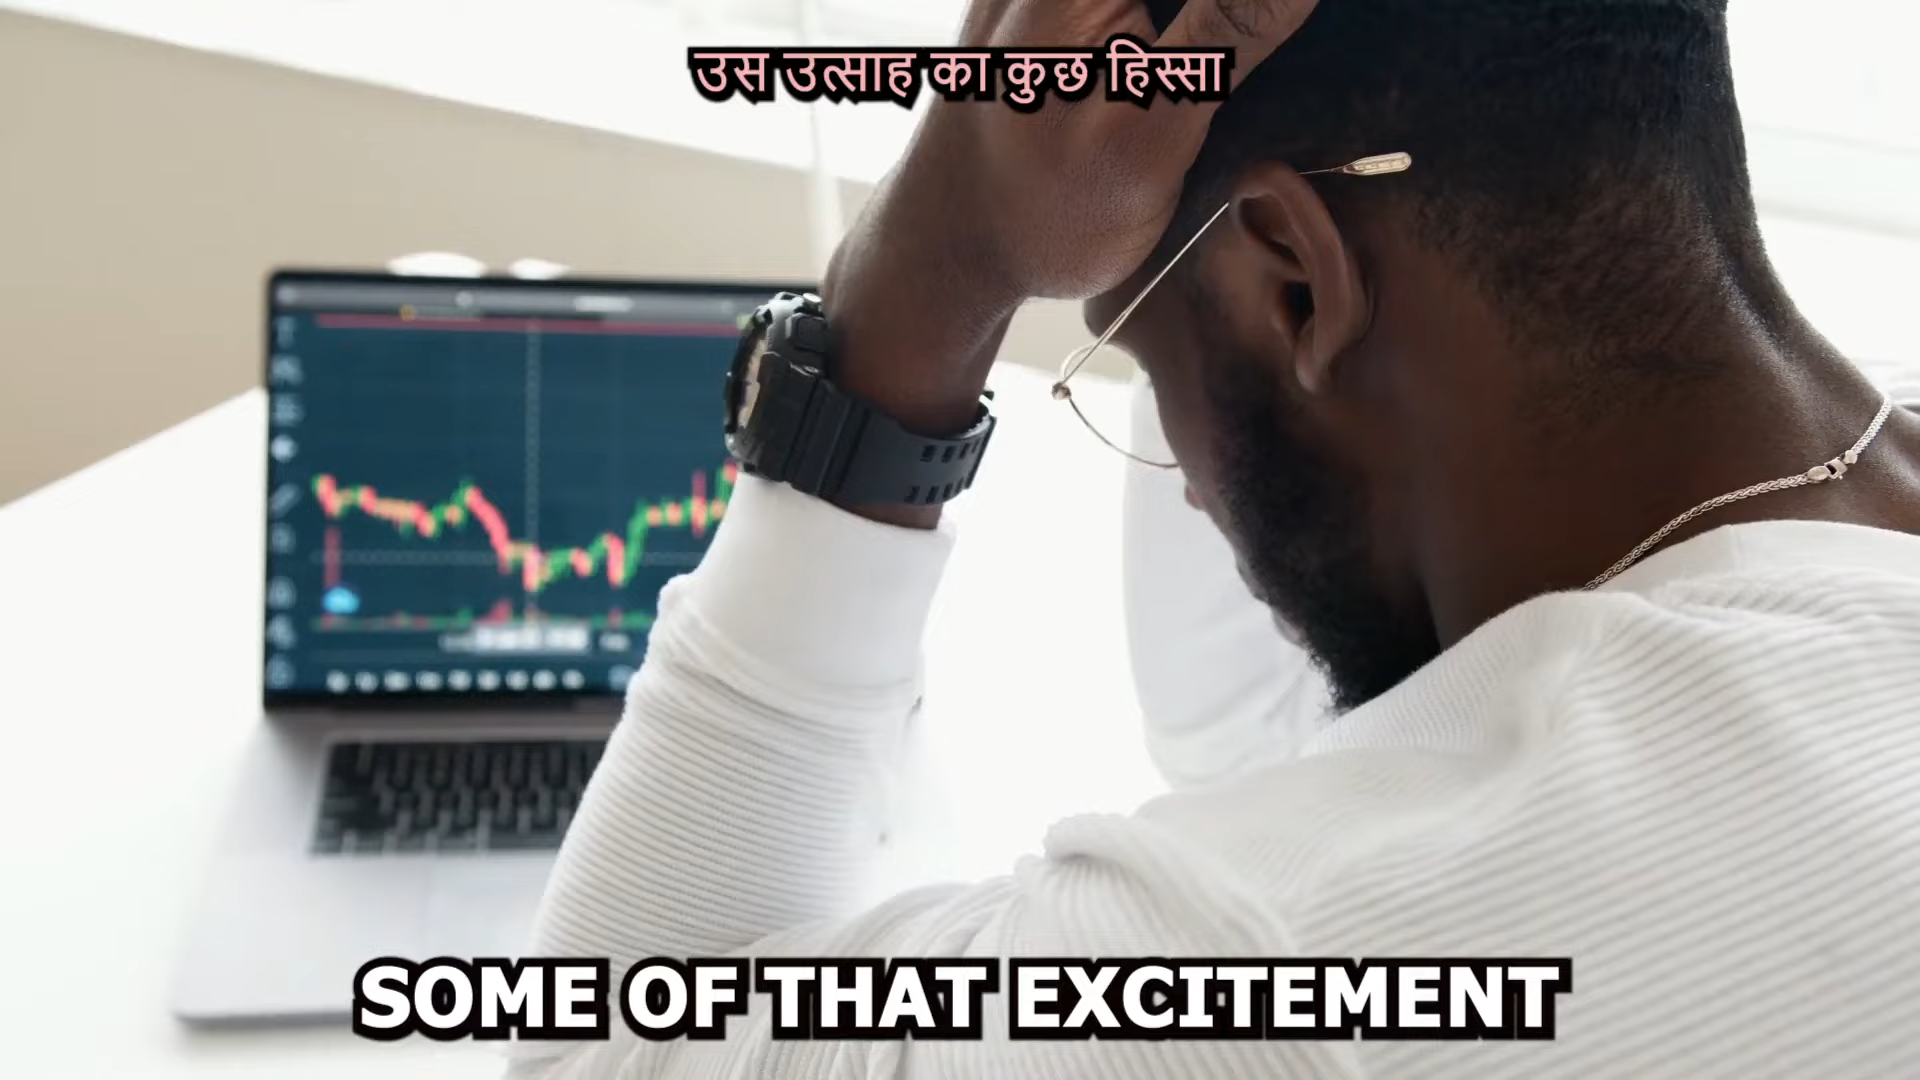 उस उत्साह का कुछ हिस्सा
SOME OF THAT EXCITEMENT